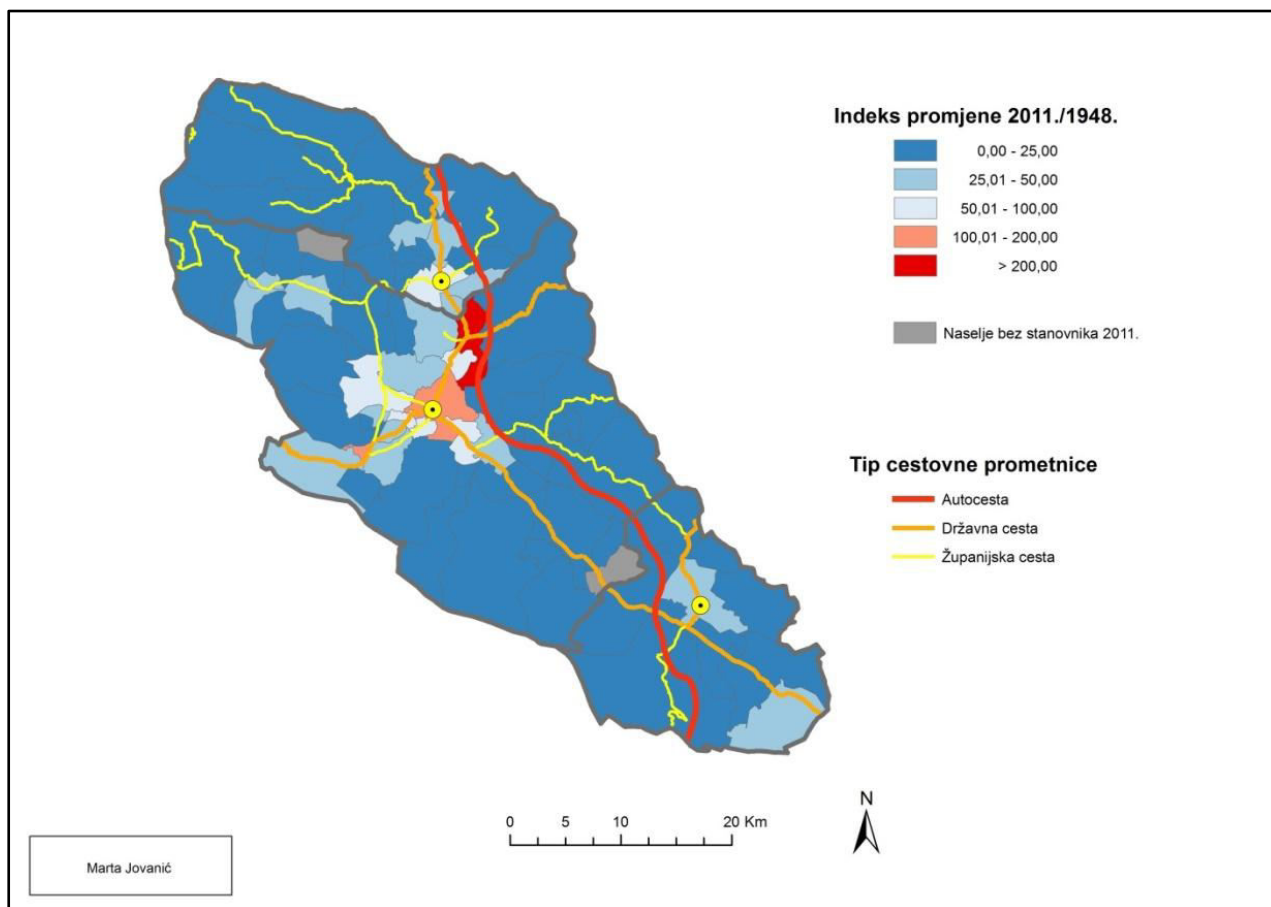 Indeks promjene 2011./1948.
0,00 - 25,00
25,01 - 50,00
50,01 - 100,00
100,01 - 200,00
> 200,00
Naselje bez stanovnika 2011.
Tip cestovne prometnice
Autocesta
Državna cesta
Županijska cesta
N
0 5 10 20 Km
Marta Jovanić